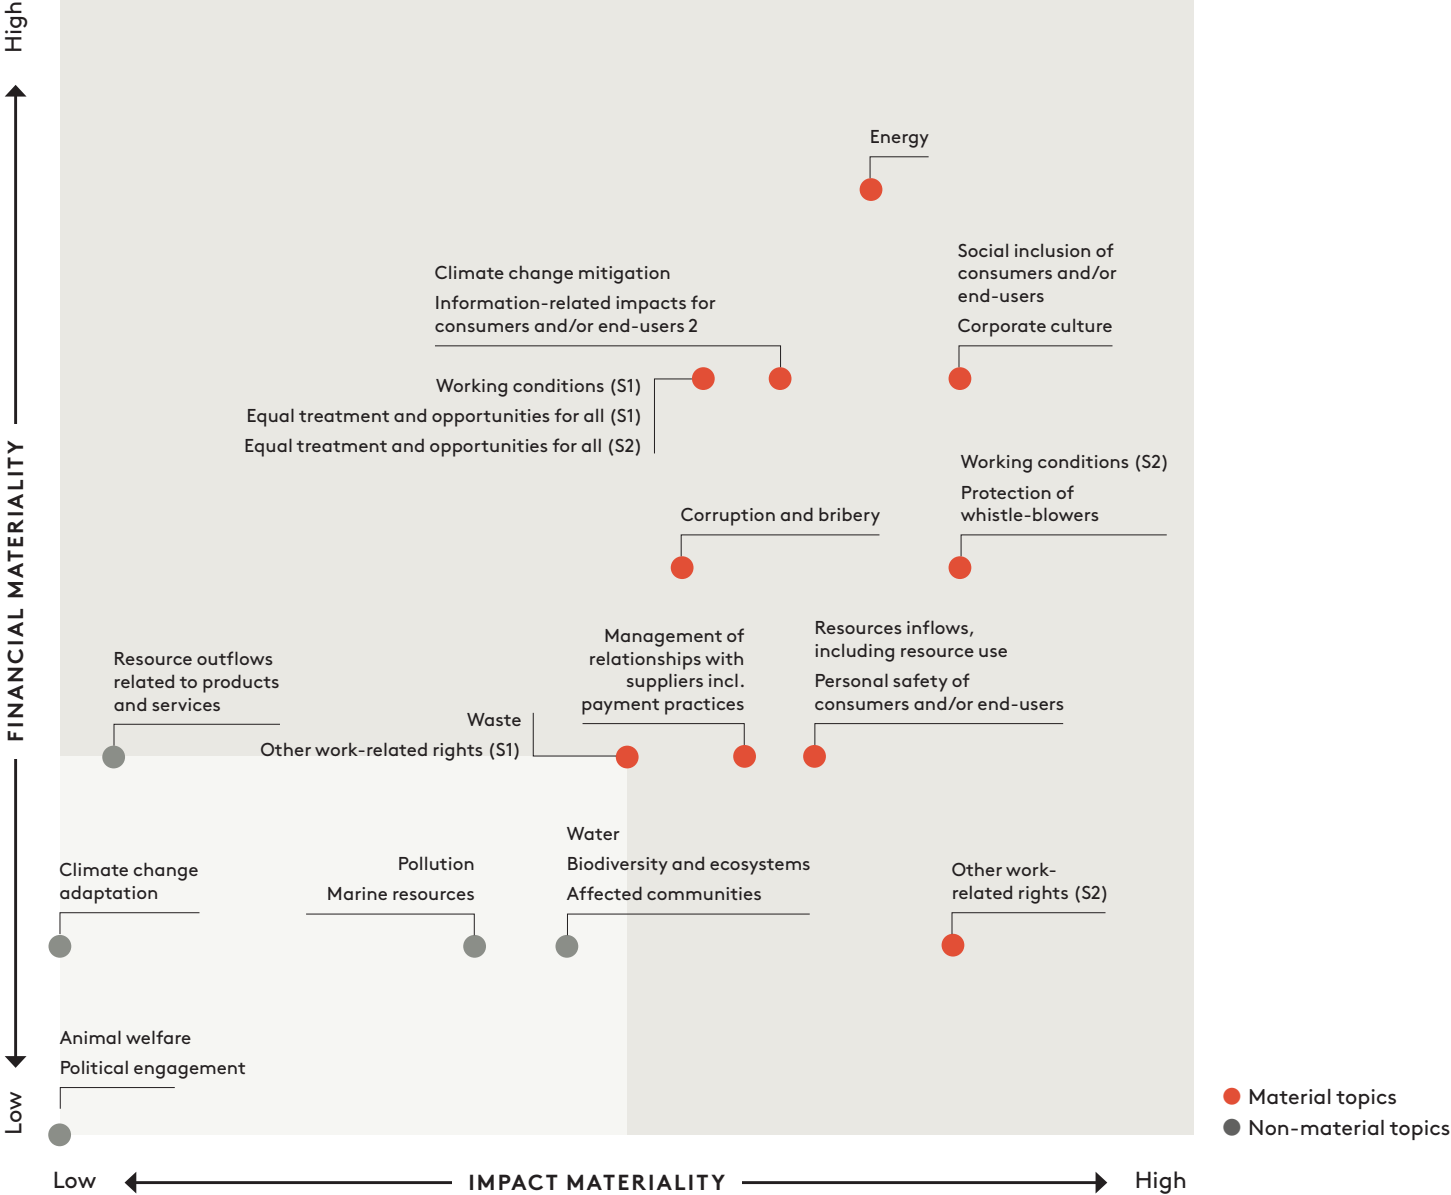 High
FINANCIAL MATERIALITY
Low
Energy
Social inclusion of
consumers and/or
end-users
Corporate culture
Climate change mitigation
Information-related impacts for
consumers and/or end-users 2
Working conditions (S1)
Equal treatment and opportunities for all (S1)
Equal treatment and opportunities for all (S2)
Working conditions (S2)
Protection of
whistle-blowers
Corruption and bribery
Management of
relationships with
suppliers incl.
payment practices
Resources inflows,
including resource use
Personal safety of
consumers and/or end-users
Resource outflows
related to products
and services
Waste
Other work-related rights (S1)
Water
Biodiversity and ecosystems
Affected communities
Pollution
Marine resources
Climate change
adaptation
Other work-
related rights (S2)
Animal welfare
Political engagement
Material topics
Non-material topics
Low
IMPACT MATERIALITY
High